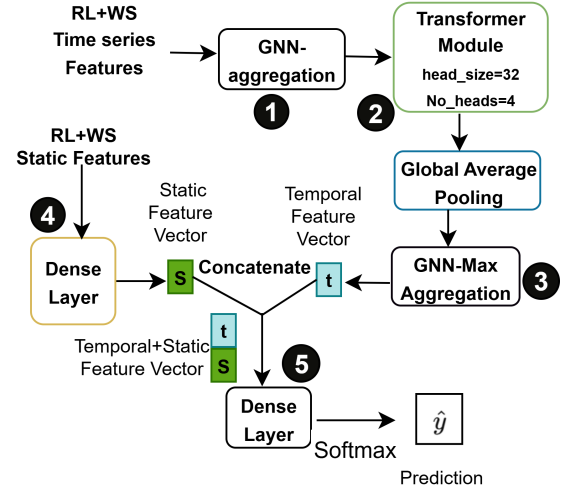 RL+WS
Time series
Features
GNN-
aggregation
1
Transformer
Module
head_size=32
No_heads=4
2
RL+WS
Static Features
Global Average
Pooling
4
Static
Feature
Vector
Temporal
Feature
Vector
Dense
Layer
S
Concatenate
t
GNN-Max
Aggregation
3
t
S
Temporal+Static
Feature Vector
5
Dense
Layer
Softmax
ŷ
Prediction